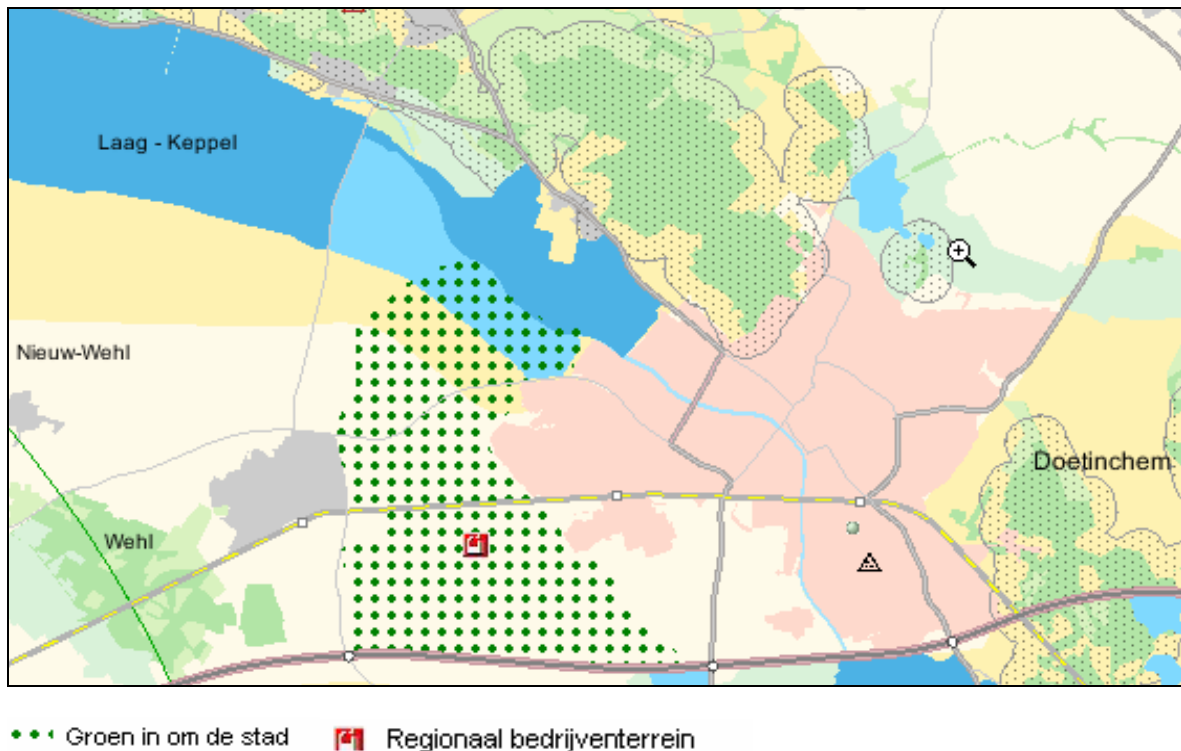 Laag - Keppel
Nieuw-Wehl
Doetinchem
Wehl
Groen in om de stad
Regionaal bedrijventerrein